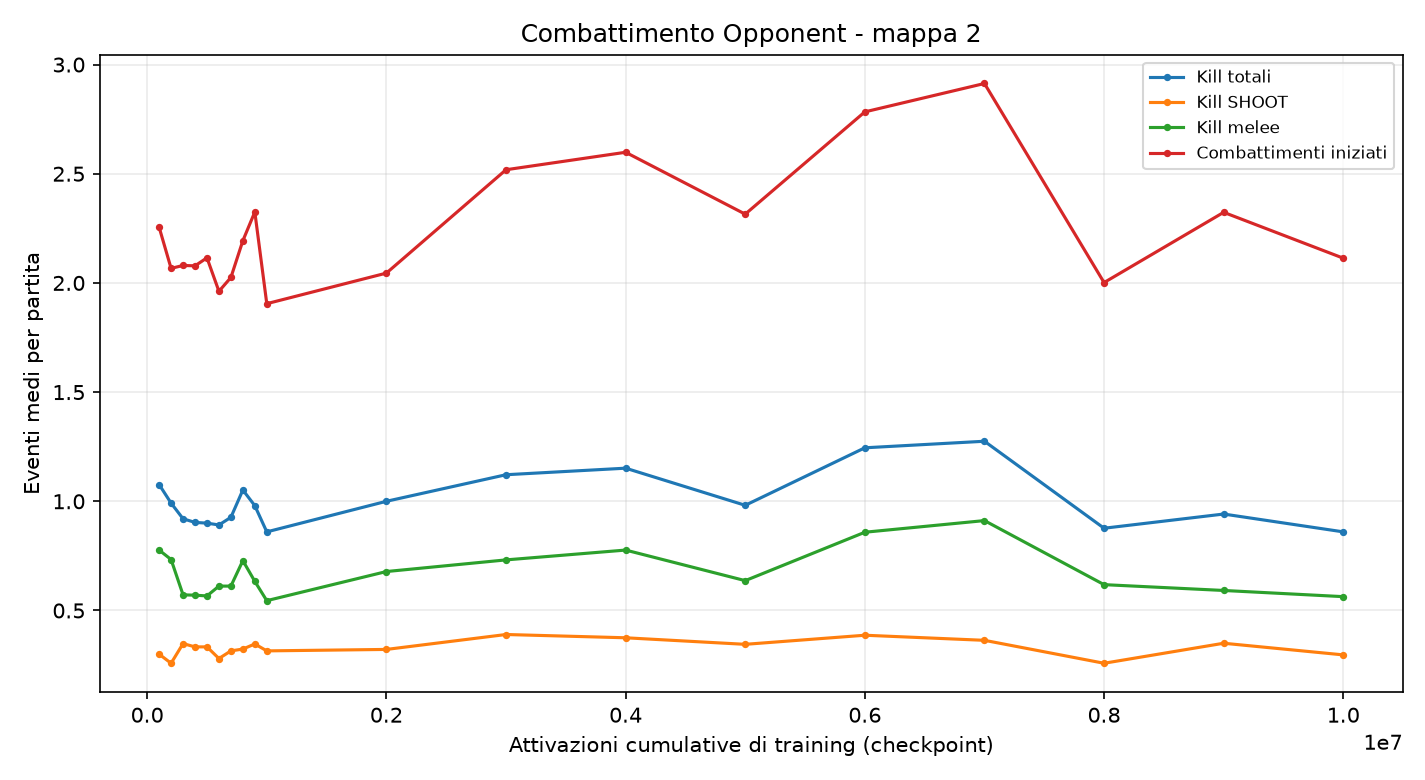 Combattimento Opponent - mappa 2
Kill totali
Kill SHOOT
Kill melee
Combattimenti iniziati
Eventi medi per partita
3.0
2.5
2.0
1.5
1.0
0.5
0.0
0.2
0.4
0.6
0.8
1.0
1e7
Attivazioni cumulative di training (checkpoint)